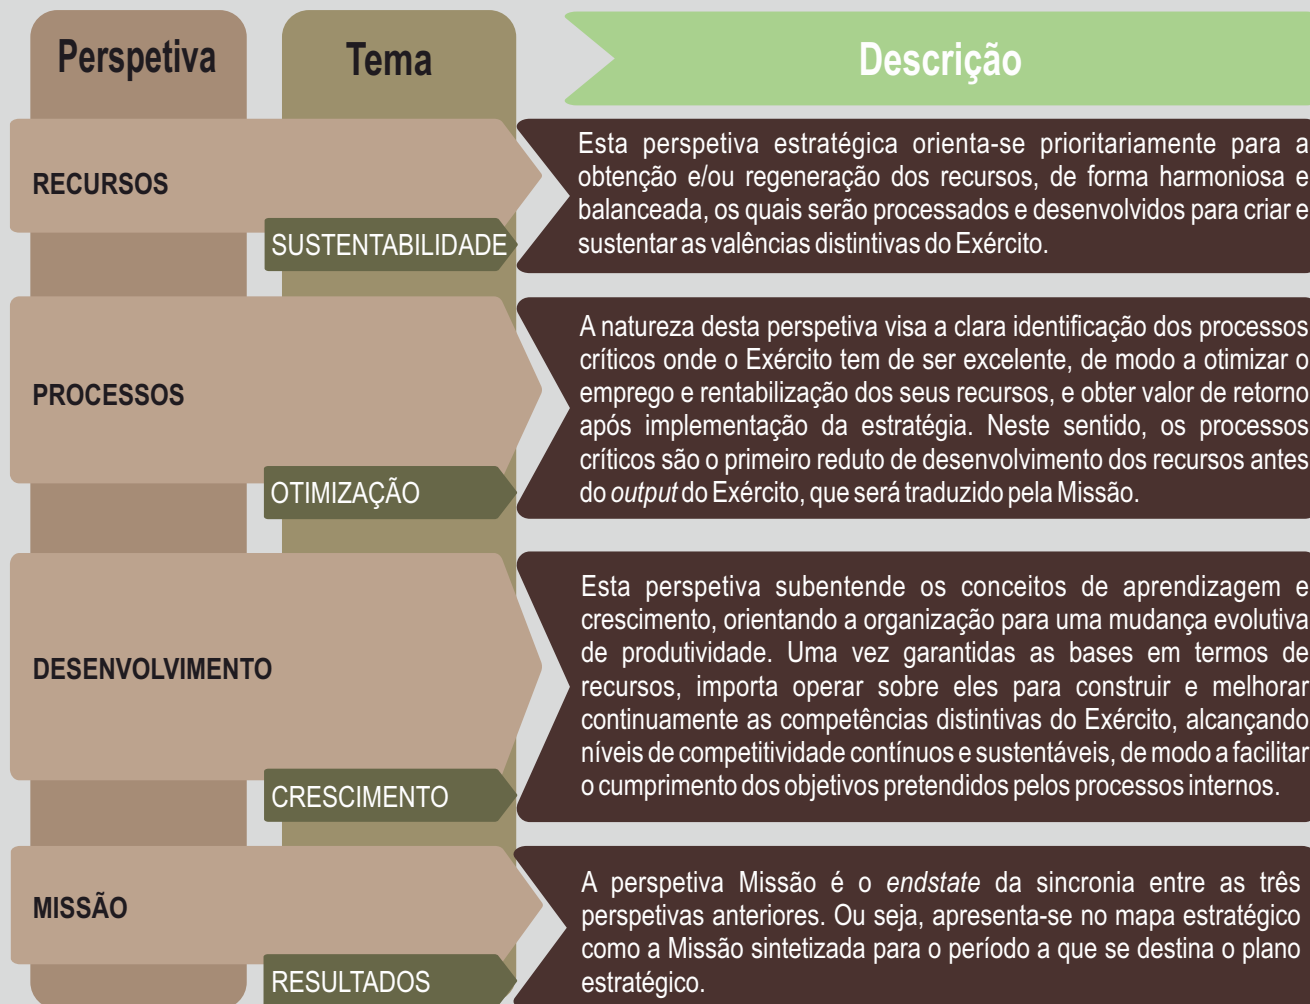 Perspetiva
Tema
Descrição
RECURSOS
SUSTENTABILIDADE
Esta perspetiva estratégica orienta-se prioritariamente para a
obtenção e/ou regeneração dos recursos, de forma harmoniosa e
balanceada, os quais serão processados e desenvolvidos para criar e
sustentar as valências distintivas do Exército.
PROCESSOS
OTIMIZAÇÃO
A natureza desta perspetiva visa a clara identificação dos processos
críticos onde o Exército tem de ser excelente, de modo a otimizar o
emprego e rentabilização dos seus recursos, e obter valor de retorno
após implementação da estratégia. Neste sentido, os processos
críticos são o primeiro reduto de desenvolvimento dos recursos antes
do output do Exército, que será traduzido pela Missão.
DESENVOLVIMENTO
CRESCIMENTO
Esta perspetiva subentende os conceitos de aprendizagem e
crescimento, orientando a organização para uma mudança evolutiva
de produtividade. Uma vez garantidas as bases em termos de
recursos, importa operar sobre eles para construir e melhorar
continuamente as competências distintivas do Exército, alcançando
níveis de competitividade contínuos e sustentáveis, de modo a facilitar
o cumprimento dos objetivos pretendidos pelos processos internos.
MISSÃO
RESULTADOS
A perspetiva Missão é o endstate da sincronia entre as três
perspetivas anteriores. Ou seja, apresenta-se no mapa estratégico
como a Missão sintetizada para o período a que se destina o plano
estratégico.